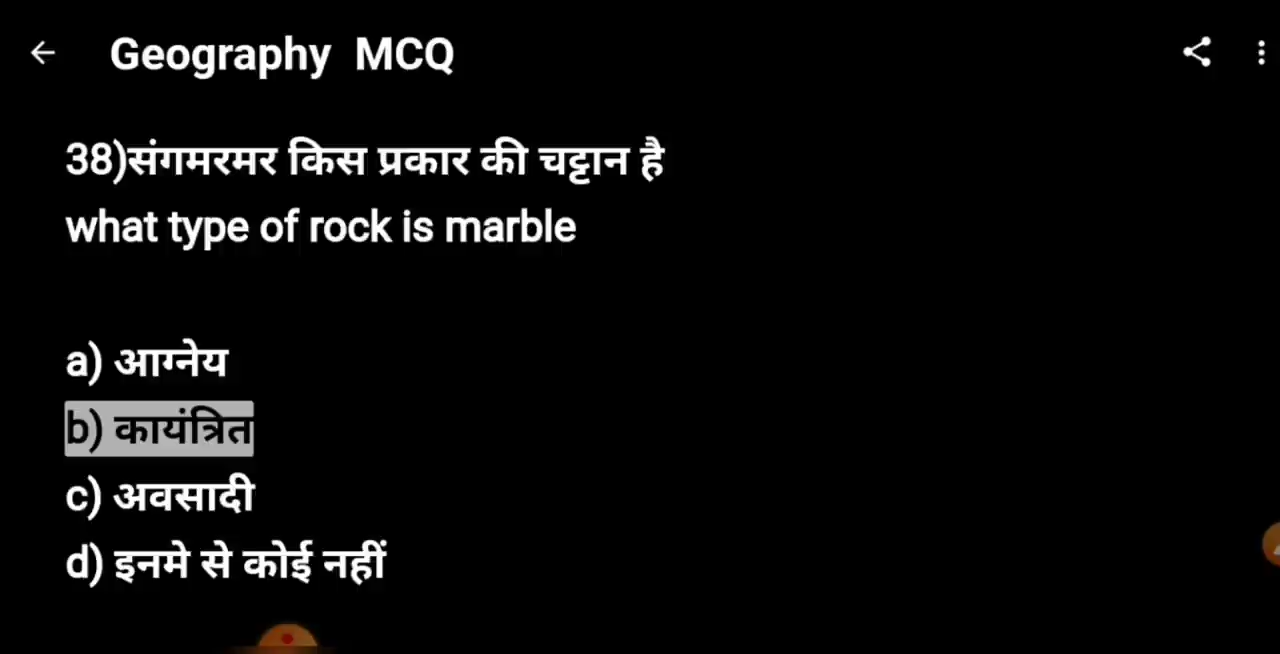 Geography MCQ
38)संगमरमर किस प्रकार की चट्टान है
what type of rock is marble
a) आग्नेय
b) कायंत्रित
c) अवसादी
d) इनमे से कोई नहीं